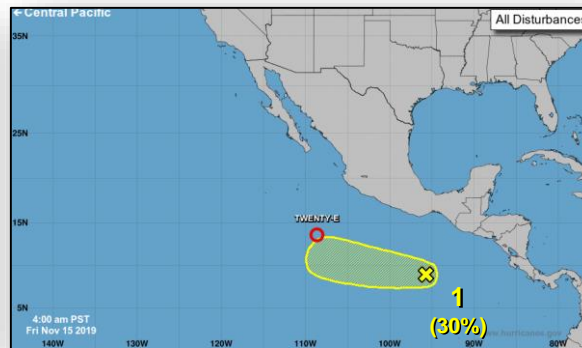 ← Central Pacific
All Disturbances
35N
25N
TWENTY-E
15N
1
(30%)
5N
4:00 am PST
Fri Nov 15 2019
www.hurricanes.gov
140W 130W 120W 110W 100W 90W 80W